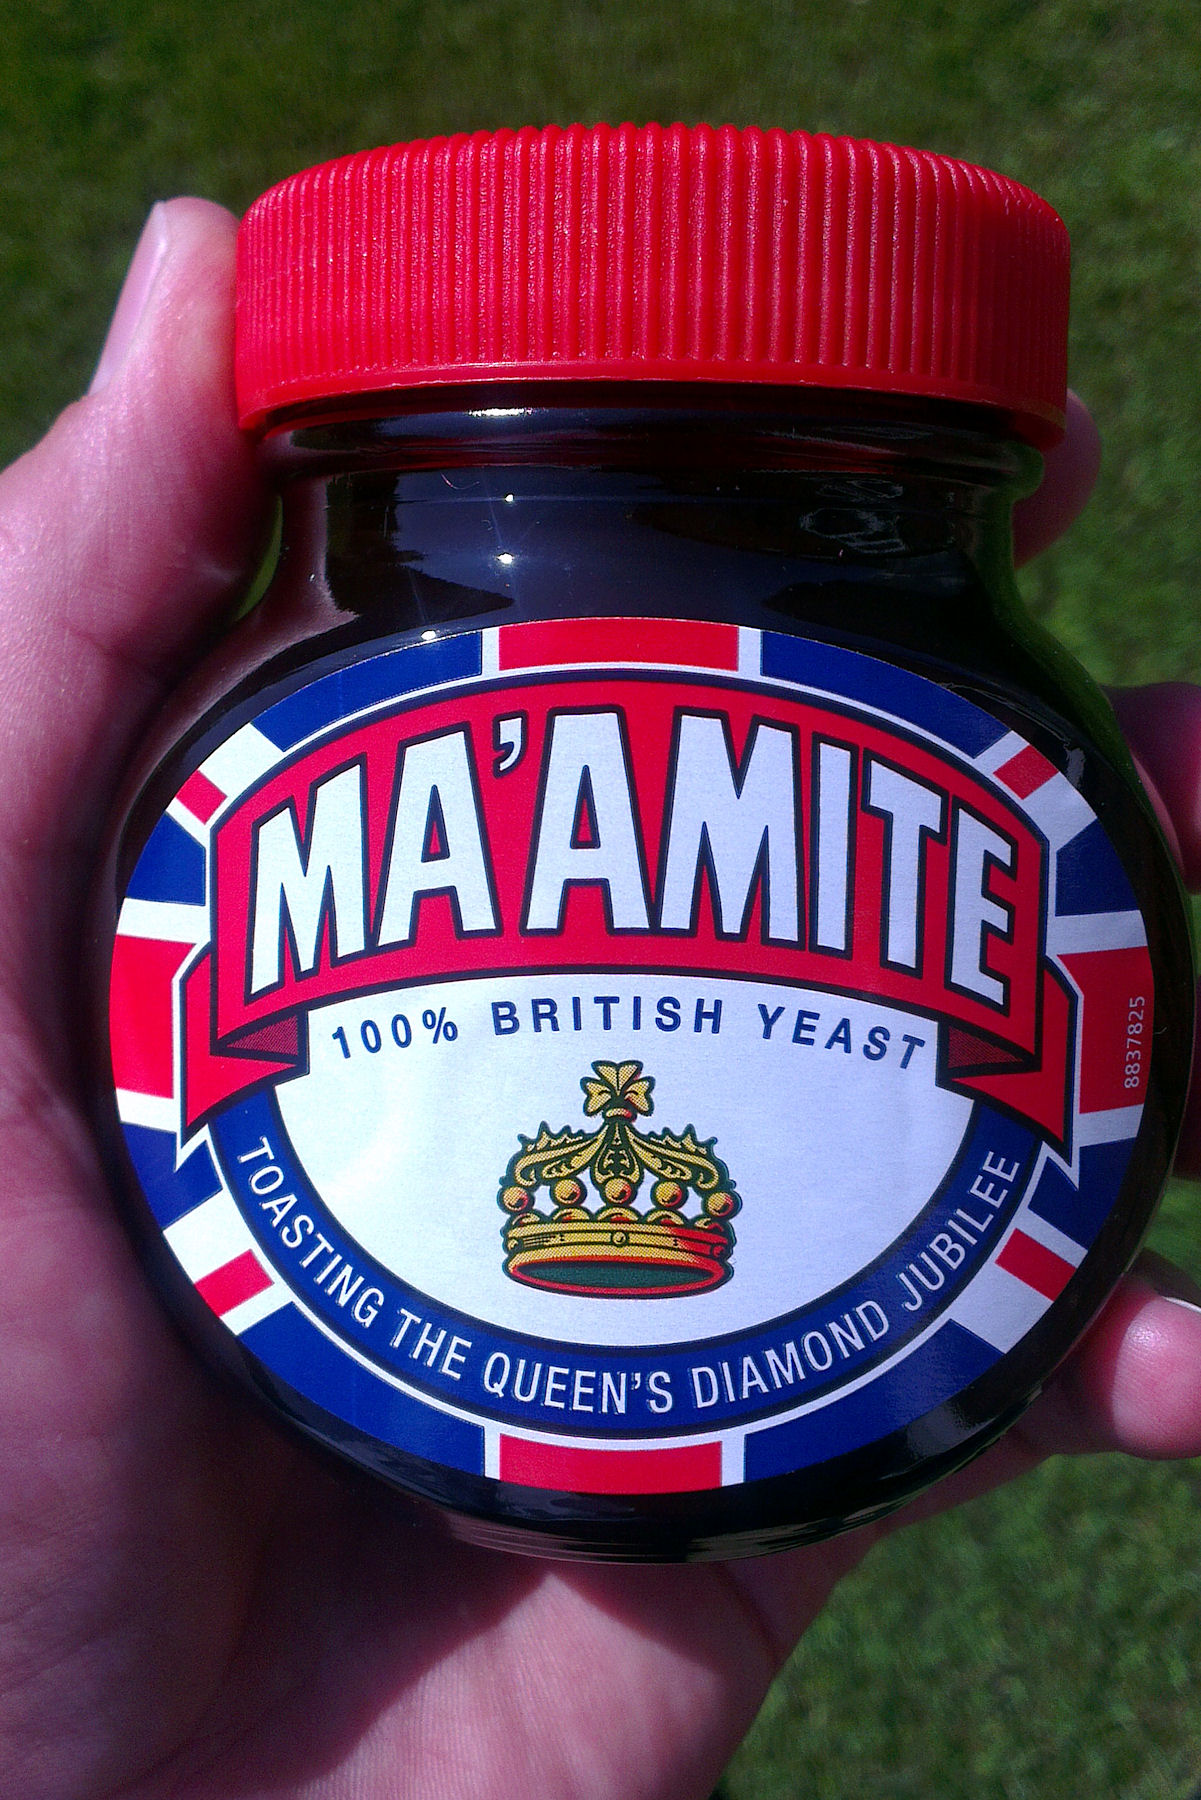 MA'AMITE
100% BRITISH YEAST
TOASTING THE QUEEN'S DIAMOND JUBILEE
8837825